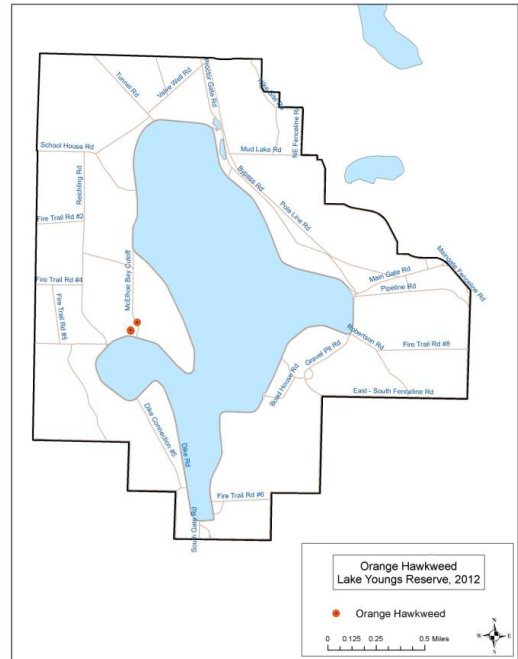 Tunnel Rd
Valve Well Rd
Proctor Gate Rd
NE Fenceline Rd
School House Rd
Mud Lake Rd
Reichling Rd
Bypass Rd
Pole Line Rd
Fire Trail Rd #2
McElhoe Bay Cutoff
Fire Trail Rd #4
Fire Trail Rd #5
Main Gate Rd
Maingate Fenceline Rd
Pipeline Rd
Robertson Rd
Gravel Pit Rd
Fire Trail Rd #8
East - South Fenceline Rd
Dike Connection #5
Dike Rd
Fire Trail Rd #6
South Gate Rd
Orange Hawkweed
Lake Youngs Reserve, 2012
Orange Hawkweed
0 0.125 0.25 0.5 Miles
N
W E
S